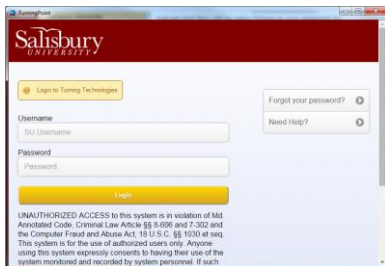 TurningPoint
Salisbury
UNIVERSITY
Login to Turning Technologies
Forgot your password?
Need Help?
Username
SU Username
Password
Password
Login
UNAUTHORIZED ACCESS to this system is in violation of Md.
Annotated Code, Criminal Law Article §§ 8-606 and 7-302 and
the Computer Fraud and Abuse Act, 18 U.S.C. §§ 1030 et seq.
This system is for the use of authorized users only. Anyone
using this system expressly consents to having their use of the
system monitored and recorded by system personnel. If such